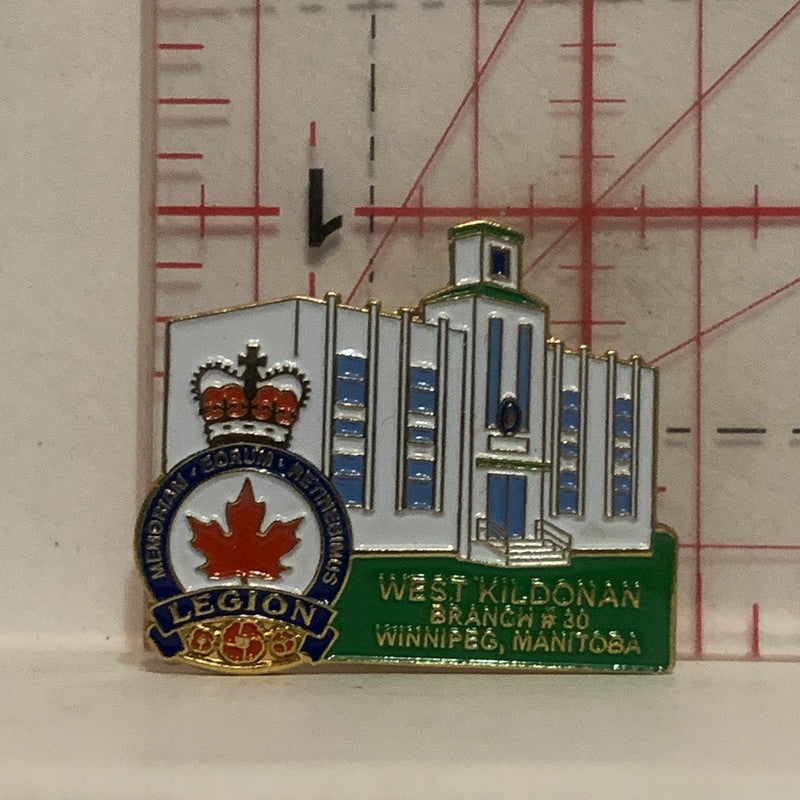 1
MEMORIAM • EORUM • RETINEBIMUS
LEGION
WEST KILDONAN
BRANCH # 30
WINNIPEG, MANITOBA